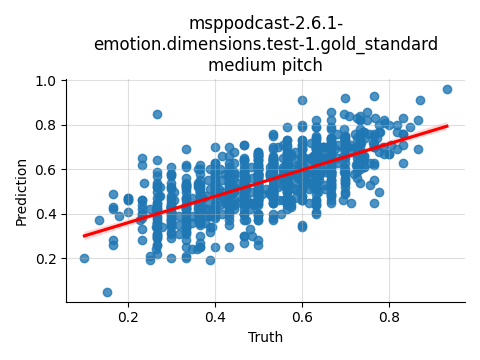 msppodcast-2.6.1-
emotion.dimensions.test-1.gold_standard
medium pitch
1.0
0.8
0.6
0.4
0.2
Prediction
0.2 0.4 0.6 0.8
Truth